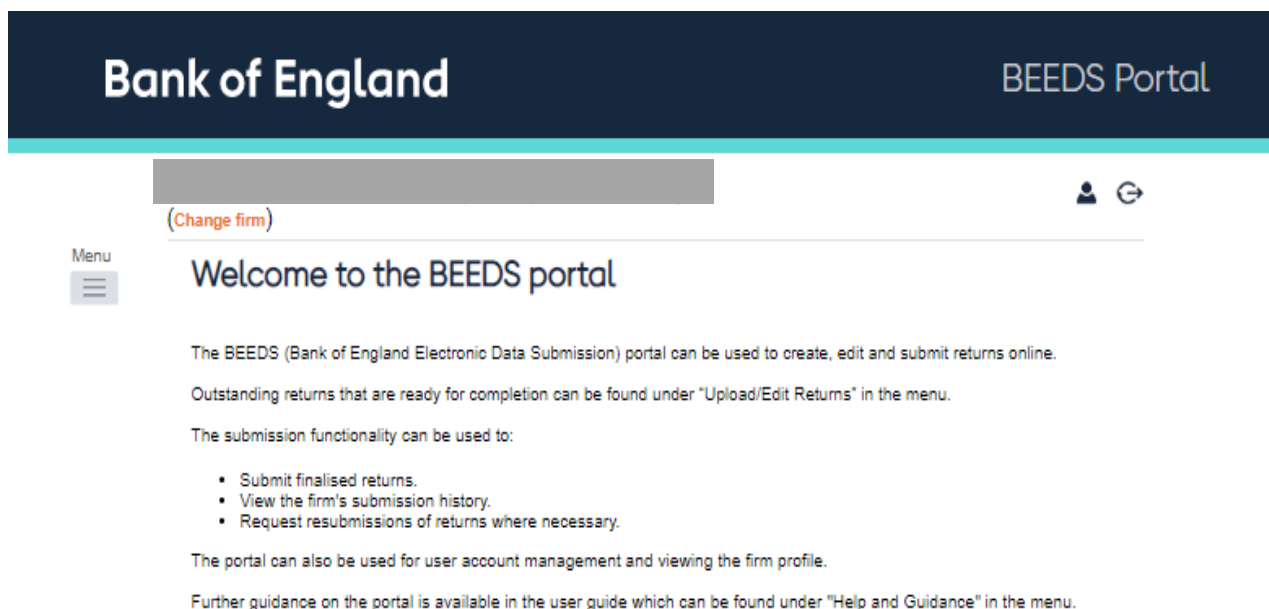 Bank of England
BEEDS Portal
(Change firm)
Menu
Welcome to the BEEDS portal
The BEEDS (Bank of England Electronic Data Submission) portal can be used to create, edit and submit returns online.
Outstanding returns that are ready for completion can be found under "Upload/Edit Returns" in the menu.
The submission functionality can be used to:
• Submit finalised returns.
• View the firm's submission history.
• Request resubmissions of returns where necessary.
The portal can also be used for user account management and viewing the firm profile.
Further guidance on the portal is available in the user guide which can be found under "Help and Guidance" in the menu.